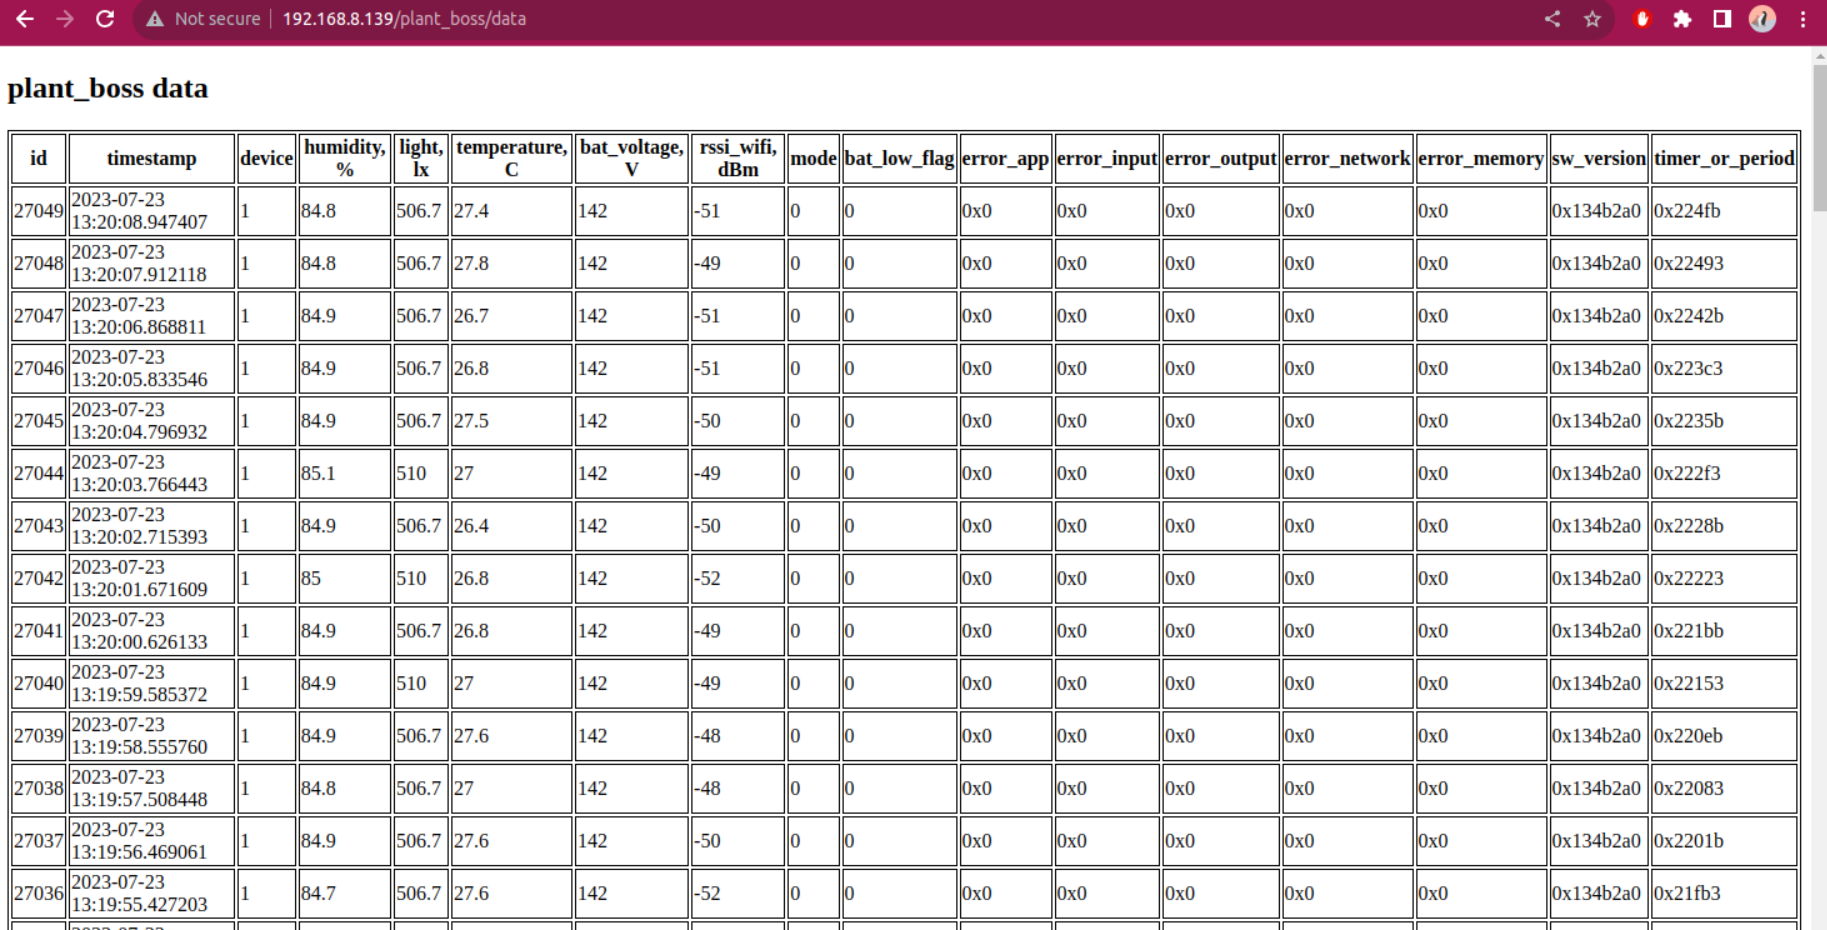 Not secure 192.168.8.139/plant_boss/data
plant_boss data
id timestamp device humidity, % light, lx temperature, C bat_voltage, V rssi_wifi, dBm mode bat_low_flag error_app error_input error_output error_network error_memory sw_version timer_or_period
27049 2023-07-23 13:20:08.947407 1 84.8 506.7 27.4 142 -51 0 0 0x0 0x0 0x0 0x0 0x0 0x134b2a0 0x224fb
27048 2023-07-23 13:20:07.912118 1 84.8 506.7 27.8 142 -49 0 0 0x0 0x0 0x0 0x0 0x0 0x134b2a0 0x22493
27047 2023-07-23 13:20:06.868811 1 84.9 506.7 26.7 142 -51 0 0 0x0 0x0 0x0 0x0 0x0 0x134b2a0 0x2242b
27046 2023-07-23 13:20:05.833546 1 84.9 506.7 26.8 142 -51 0 0 0x0 0x0 0x0 0x0 0x0 0x134b2a0 0x223c3
27045 2023-07-23 13:20:04.796932 1 84.9 506.7 27.5 142 -50 0 0 0x0 0x0 0x0 0x0 0x0 0x134b2a0 0x2235b
27044 2023-07-23 13:20:03.766443 1 85.1 510 27 142 -49 0 0 0x0 0x0 0x0 0x0 0x0 0x134b2a0 0x222f3
27043 2023-07-23 13:20:02.715393 1 84.9 506.7 26.4 142 -50 0 0 0x0 0x0 0x0 0x0 0x0 0x134b2a0 0x2228b
27042 2023-07-23 13:20:01.671609 1 85 510 26.8 142 -52 0 0 0x0 0x0 0x0 0x0 0x0 0x134b2a0 0x22223
27041 2023-07-23 13:20:00.626133 1 84.9 506.7 26.8 142 -49 0 0 0x0 0x0 0x0 0x0 0x0 0x134b2a0 0x221bb
27040 2023-07-23 13:19:59.585372 1 84.9 510 27 142 -49 0 0 0x0 0x0 0x0 0x0 0x0 0x134b2a0 0x22153
27039 2023-07-23 13:19:58.555760 1 84.9 506.7 27.6 142 -48 0 0 0x0 0x0 0x0 0x0 0x0 0x134b2a0 0x220eb
27038 2023-07-23 13:19:57.508448 1 84.8 506.7 27 142 -48 0 0 0x0 0x0 0x0 0x0 0x0 0x134b2a0 0x22083
27037 2023-07-23 13:19:56.469061 1 84.9 506.7 27.6 142 -50 0 0 0x0 0x0 0x0 0x0 0x0 0x134b2a0 0x2201b
27036 2023-07-23 13:19:55.427203 1 84.7 506.7 27.6 142 -52 0 0 0x0 0x0 0x0 0x0 0x0 0x134b2a0 0x21fb3